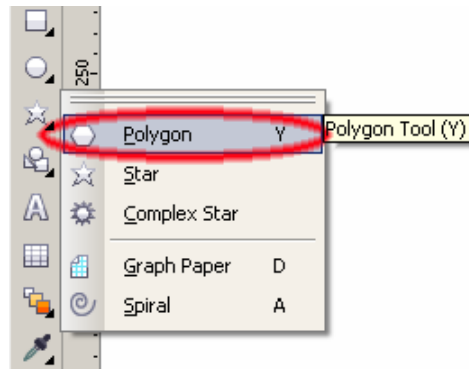 250
Polygon Y Polygon Tool (Y)
Star
Complex Star
Graph Paper D
Spiral A